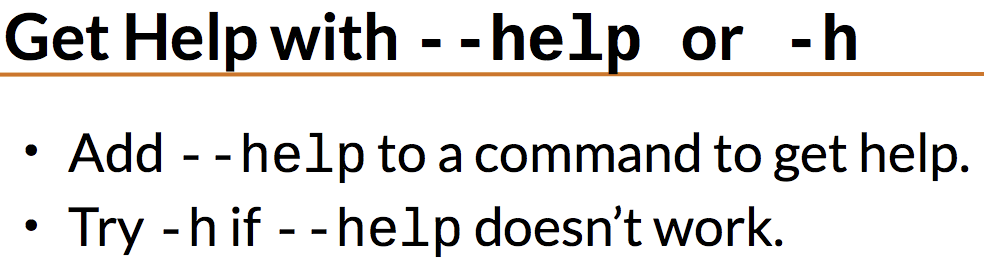 Get Help with --help or -h
• Add --help to a command to get help.
• Try -h if --help doesn’t work.